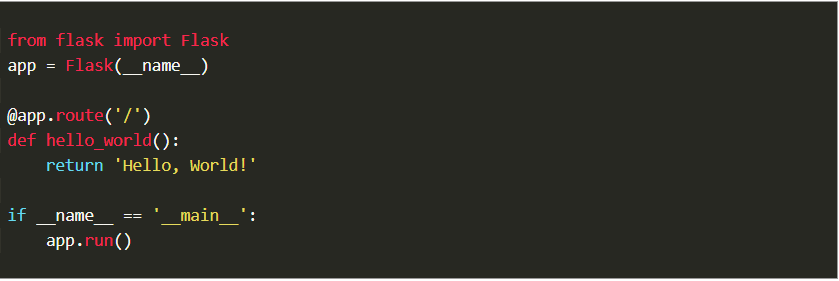 from flask import Flask
app = Flask(__name__)

@app.route('/')
def hello_world():
    return 'Hello, World!'

if __name__ == '__main__':
    app.run()